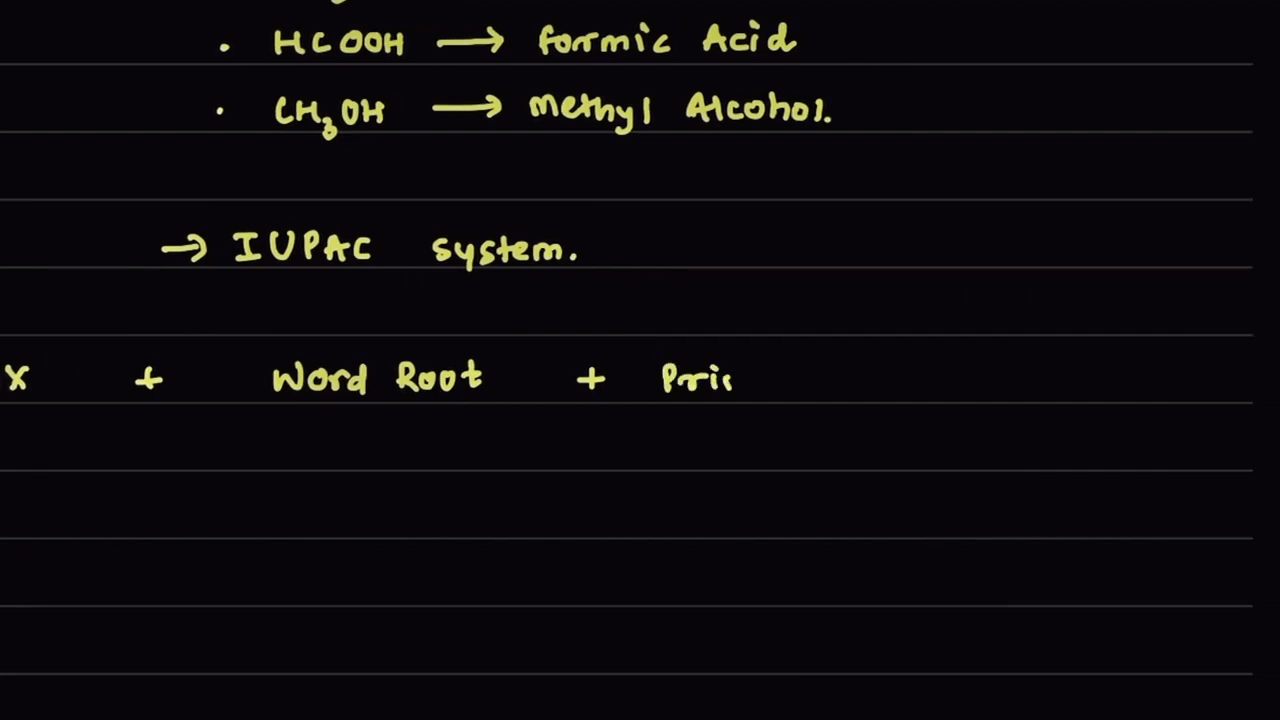 . HCOOH → formic Acid
. CH₃OH → Methyl Alcohol.
→ IUPAC system.
x + Word Root + Pri